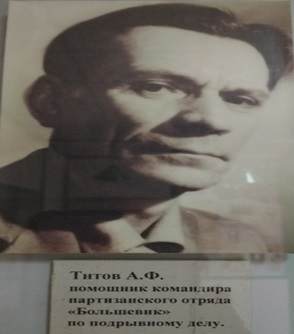 Титов А.Ф.
помощник командира
партизанского отряда
«Большевик»
по подрывному делу.